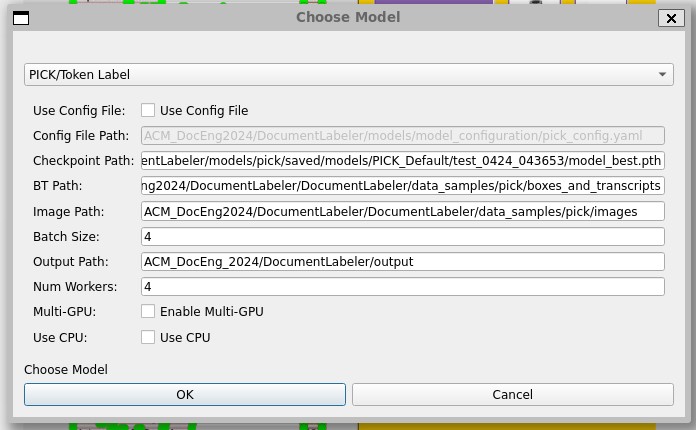 Choose Model
PICK/Token Label
Use Config File: Use Config File
Config File Path: ACM_DocEng2024/DocumentLabeler/models/model_configuration/pick_config.yaml
Checkpoint Path: entLabeler/models/pick/saved/models/PICK_Default/test_0424_043653/model_best.pth
BT Path: ng2024/DocumentLabeler/DocumentLabeler/data_samples/pick/boxes_and_transcripts
Image Path: ACM_DocEng2024/DocumentLabeler/DocumentLabeler/data_samples/pick/images
Batch Size: 4
Output Path: ACM_DocEng_2024/DocumentLabeler/output
Num Workers: 4
Multi-GPU: Enable Multi-GPU
Use CPU: Use CPU
Choose Model
OK Cancel